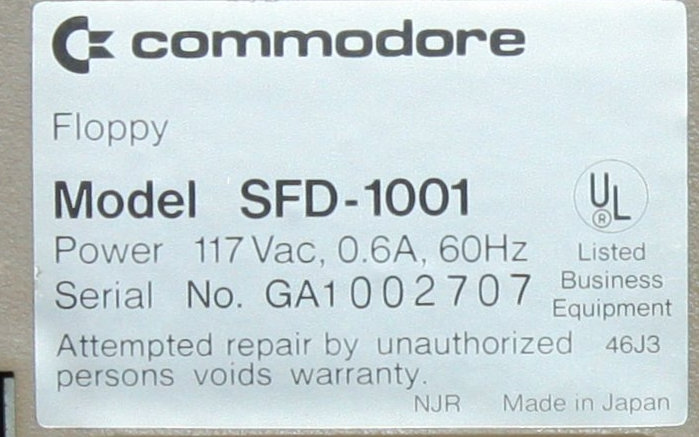 commodore
Floppy
Model SFD-1001
UL
®
Power 117 Vac, 0.6A, 60Hz
Listed
Serial No. GA1002707
Business
Equipment
Attempted repair by unauthorized 46J3
persons voids warranty.
NJR Made in Japan